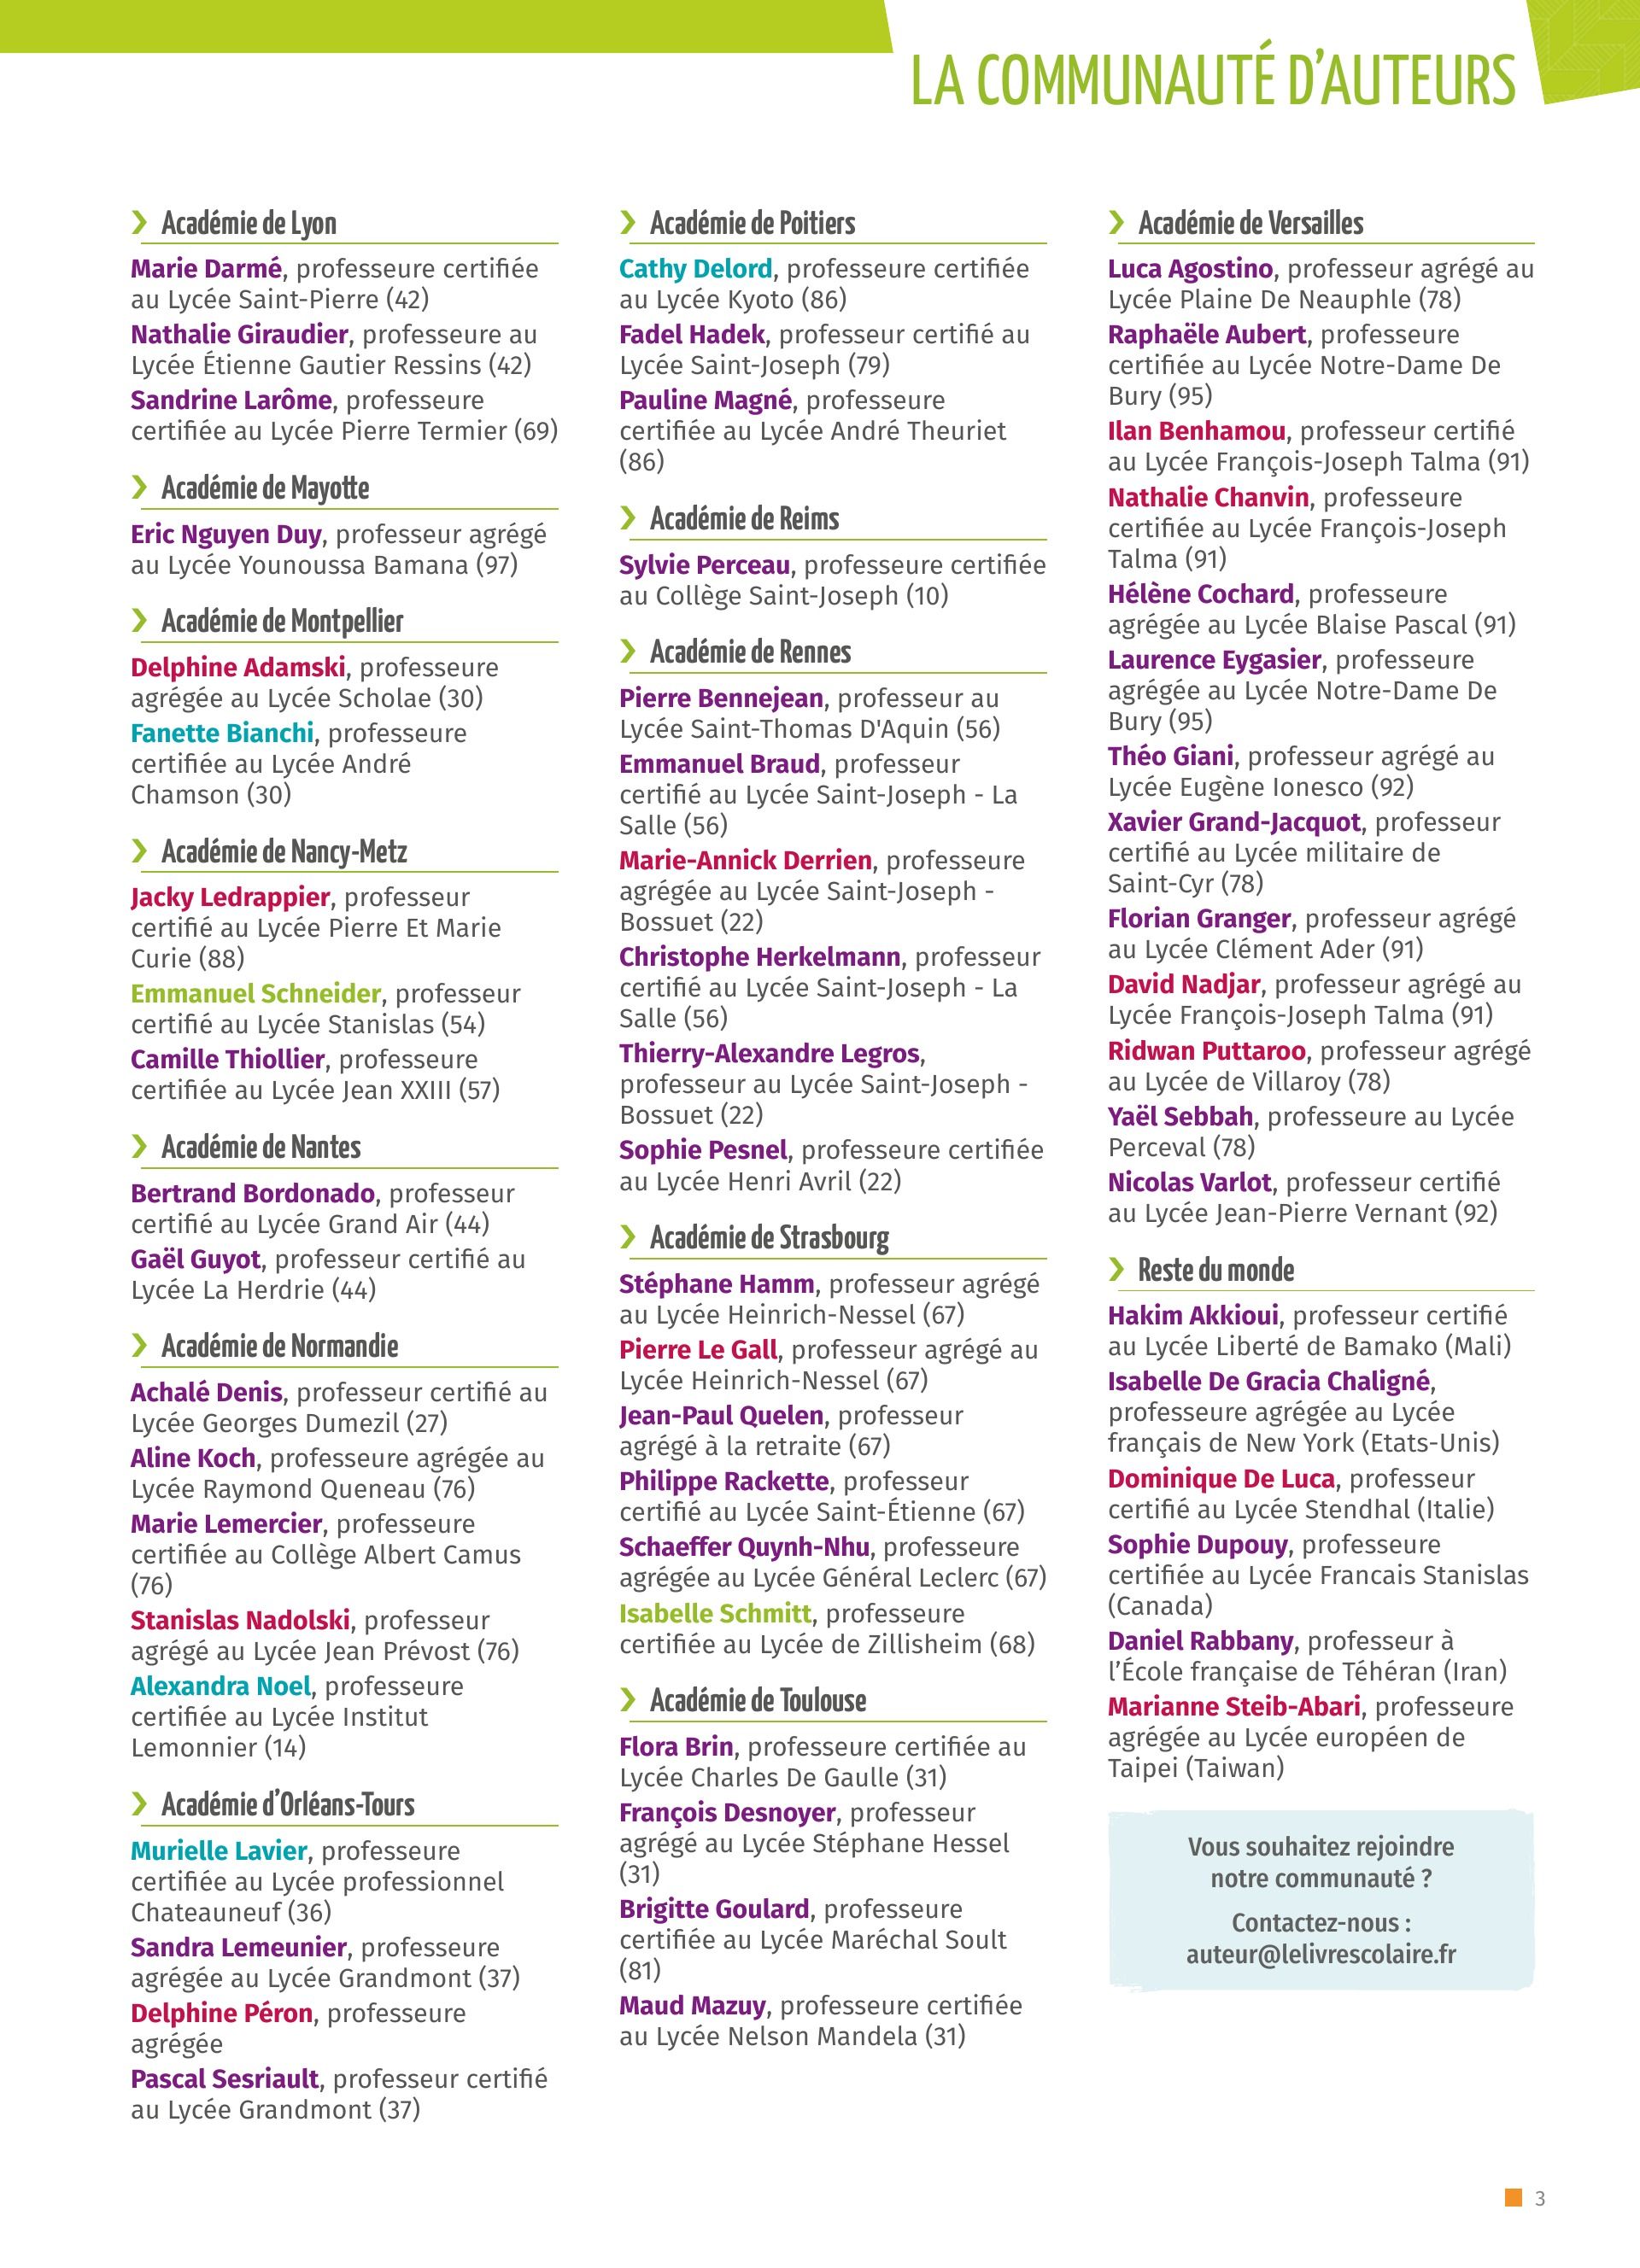 LA COMMUNAUTÉ D’AUTEURS
Académie de Lyon
Marie Darmé, professeure certifiée
au Lycée Saint-Pierre (42)
Nathalie Giraudier, professeure au
Lycée Étienne Gautier Ressins (42)
Sandrine Larôme, professeure
certifiée au Lycée Pierre Termier (69)
Académie de Mayotte
Eric Nguyen Duy, professeur agrégé
au Lycée Younoussa Bamana (97)
Académie de Montpellier
Delphine Adamski, professeure
agrégée au Lycée Scholae (30)
Fanette Bianchi, professeure
certifiée au Lycée André
Chamson (30)
Académie de Nancy-Metz
Jacky Ledrappier, professeur
certifié au Lycée Pierre Et Marie
Curie (88)
Emmanuel Schneider, professeur
certifié au Lycée Stanislas (54)
Camille Thiollier, professeure
certifiée au Lycée Jean XXIII (57)
Académie de Nantes
Bertrand Bordonado, professeur
certifié au Lycée Grand Air (44)
Gaël Guyot, professeur certifié au
Lycée La Herdrie (44)
Académie de Normandie
Achalé Denis, professeur certifié au
Lycée Georges Dumezil (27)
Aline Koch, professeure agrégée au
Lycée Raymond Queneau (76)
Marie Lemercier, professeure
certifiée au Collège Albert Camus
(76)
Stanislas Nadolski, professeur
agrégé au Lycée Jean Prévost (76)
Alexandra Noel, professeure
certifiée au Lycée Institut
Lemonnier (14)
Académie d’Orléans-Tours
Murielle Lavier, professeure
certifiée au Lycée professionnel
Chateauneuf (36)
Sandra Lemeunier, professeure
agrégée au Lycée Grandmont (37)
Delphine Péron, professeure
agrégée
Pascal Sesriault, professeur certifié
au Lycée Grandmont (37)
Académie de Poitiers
Cathy Delord, professeure certifiée
au Lycée Kyoto (86)
Fadel Hadek, professeur certifié au
Lycée Saint-Joseph (79)
Pauline Magné, professeure
certifiée au Lycée André Theuriet
(86)
Académie de Reims
Sylvie Perceau, professeure certifiée
au Collège Saint-Joseph (10)
Académie de Rennes
Pierre Bennejean, professeur au
Lycée Saint-Thomas D'Aquin (56)
Emmanuel Braud, professeur
certifié au Lycée Saint-Joseph - La
Salle (56)
Marie-Annick Derrien, professeure
agrégée au Lycée Saint-Joseph -
Bossuet (22)
Christophe Herkelmann, professeur
certifié au Lycée Saint-Joseph - La
Salle (56)
Thierry-Alexandre Legros,
professeur au Lycée Saint-Joseph -
Bossuet (22)
Sophie Pesnel, professeure certifiée
au Lycée Henri Avril (22)
Académie de Strasbourg
Stéphane Hamm, professeur agrégé
au Lycée Heinrich-Nessel (67)
Pierre Le Gall, professeur agrégé au
Lycée Heinrich-Nessel (67)
Jean-Paul Quelen, professeur
agrégé à la retraite (67)
Philippe Rackette, professeur
certifié au Lycée Saint-Étienne (67)
Schaeffer Quynh-Nhu, professeure
agrégée au Lycée Général Leclerc (67)
Isabelle Schmitt, professeure
certifiée au Lycée de Zillisheim (68)
Académie de Toulouse
Flora Brin, professeure certifiée au
Lycée Charles De Gaulle (31)
François Desnoyer, professeur
agrégé au Lycée Stéphane Hessel
(31)
Brigitte Goulard, professeure
certifiée au Lycée Maréchal Soult
(81)
Maud Mazuy, professeure certifiée
au Lycée Nelson Mandela (31)
Académie de Versailles
Luca Agostino, professeur agrégé au
Lycée Plaine De Neauphle (78)
Raphaële Aubert, professeure
certifiée au Lycée Notre-Dame De
Bury (95)
Ilan Benhamou, professeur certifié
au Lycée François-Joseph Talma (91)
Nathalie Chanvin, professeure
certifiée au Lycée François-Joseph
Talma (91)
Hélène Cochard, professeure
agrégée au Lycée Blaise Pascal (91)
Laurence Eygasier, professeure
agrégée au Lycée Notre-Dame De
Bury (95)
Théo Giani, professeur agrégé au
Lycée Eugène Ionesco (92)
Xavier Grand-Jacquot, professeur
certifié au Lycée militaire de
Saint-Cyr (78)
Florian Granger, professeur agrégé
au Lycée Clément Ader (91)
David Nadjar, professeur agrégé au
Lycée François-Joseph Talma (91)
Ridwan Puttaroo, professeur agrégé
au Lycée de Villaroy (78)
Yaël Sebbah, professeure au Lycée
Perceval (78)
Nicolas Varlot, professeur certifié
au Lycée Jean-Pierre Vernant (92)
Reste du monde
Hakim Akkioui, professeur certifié
au Lycée Liberté de Bamako (Mali)
Isabelle De Gracia Chaligné,
professeure agrégée au Lycée
français de New York (Etats-Unis)
Dominique De Luca, professeur
certifié au Lycée Stendhal (Italie)
Sophie Dupouy, professeure
certifiée au Lycée Francais Stanislas
(Canada)
Daniel Rabbany, professeur à
l’École française de Téhéran (Iran)
Marianne Steib-Abari, professeure
agrégée au Lycée européen de
Taipei (Taiwan)
Vous souhaitez rejoindre
notre communauté ?
Contactez-nous :
auteur@lelivrescolaire.fr
3